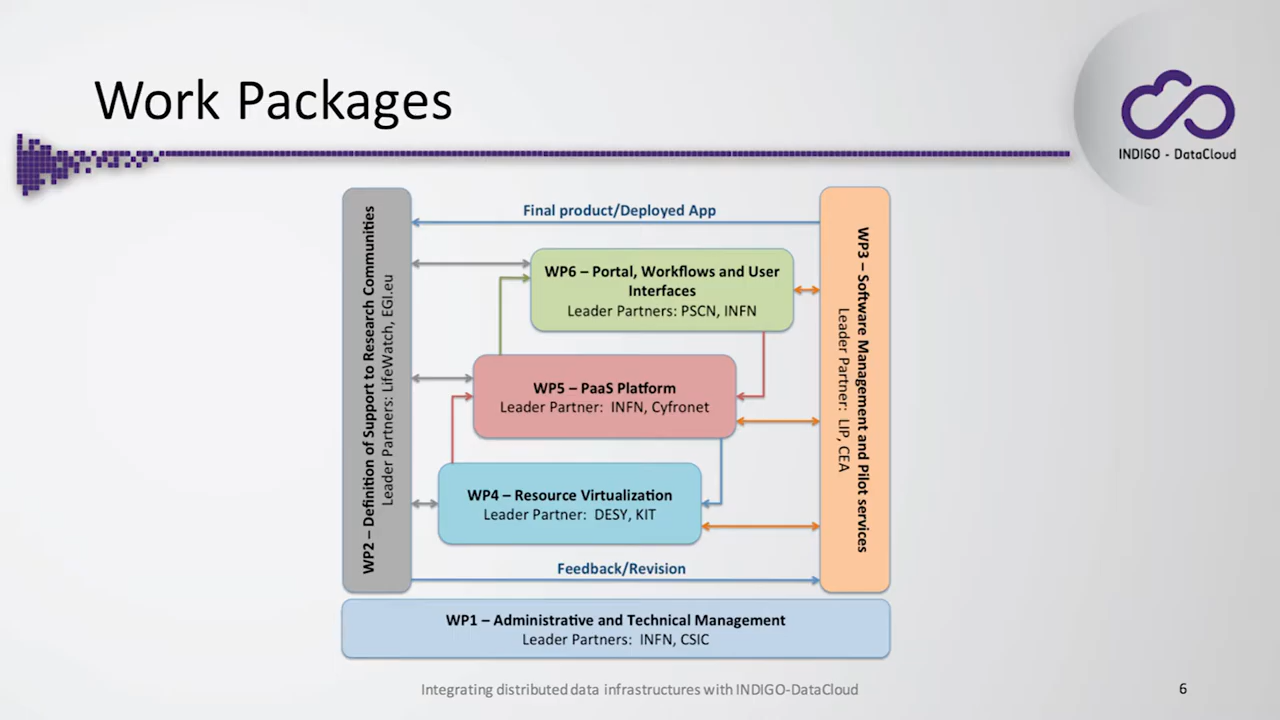 Work Packages
INDIGO - DataCloud
WP2 – Definition of Support to Research Communities
Leader Partners: LifeWatch, EGI.eu
Final product/Deployed App
WP6 – Portal, Workflows and User
Interfaces
Leader Partners: PSCN, INFN
WP5 – PaaS Platform
Leader Partner: INFN, Cyfronet
WP4 – Resource Virtualization
Leader Partner: DESY, KIT
Feedback/Revision
WP3 – Software Management and Pilot services
Leader Partner: LIP, CEA
WP1 – Administrative and Technical Management
Leader Partners: INFN, CSIC
Integrating distributed data infrastructures with INDIGO-DataCloud
6